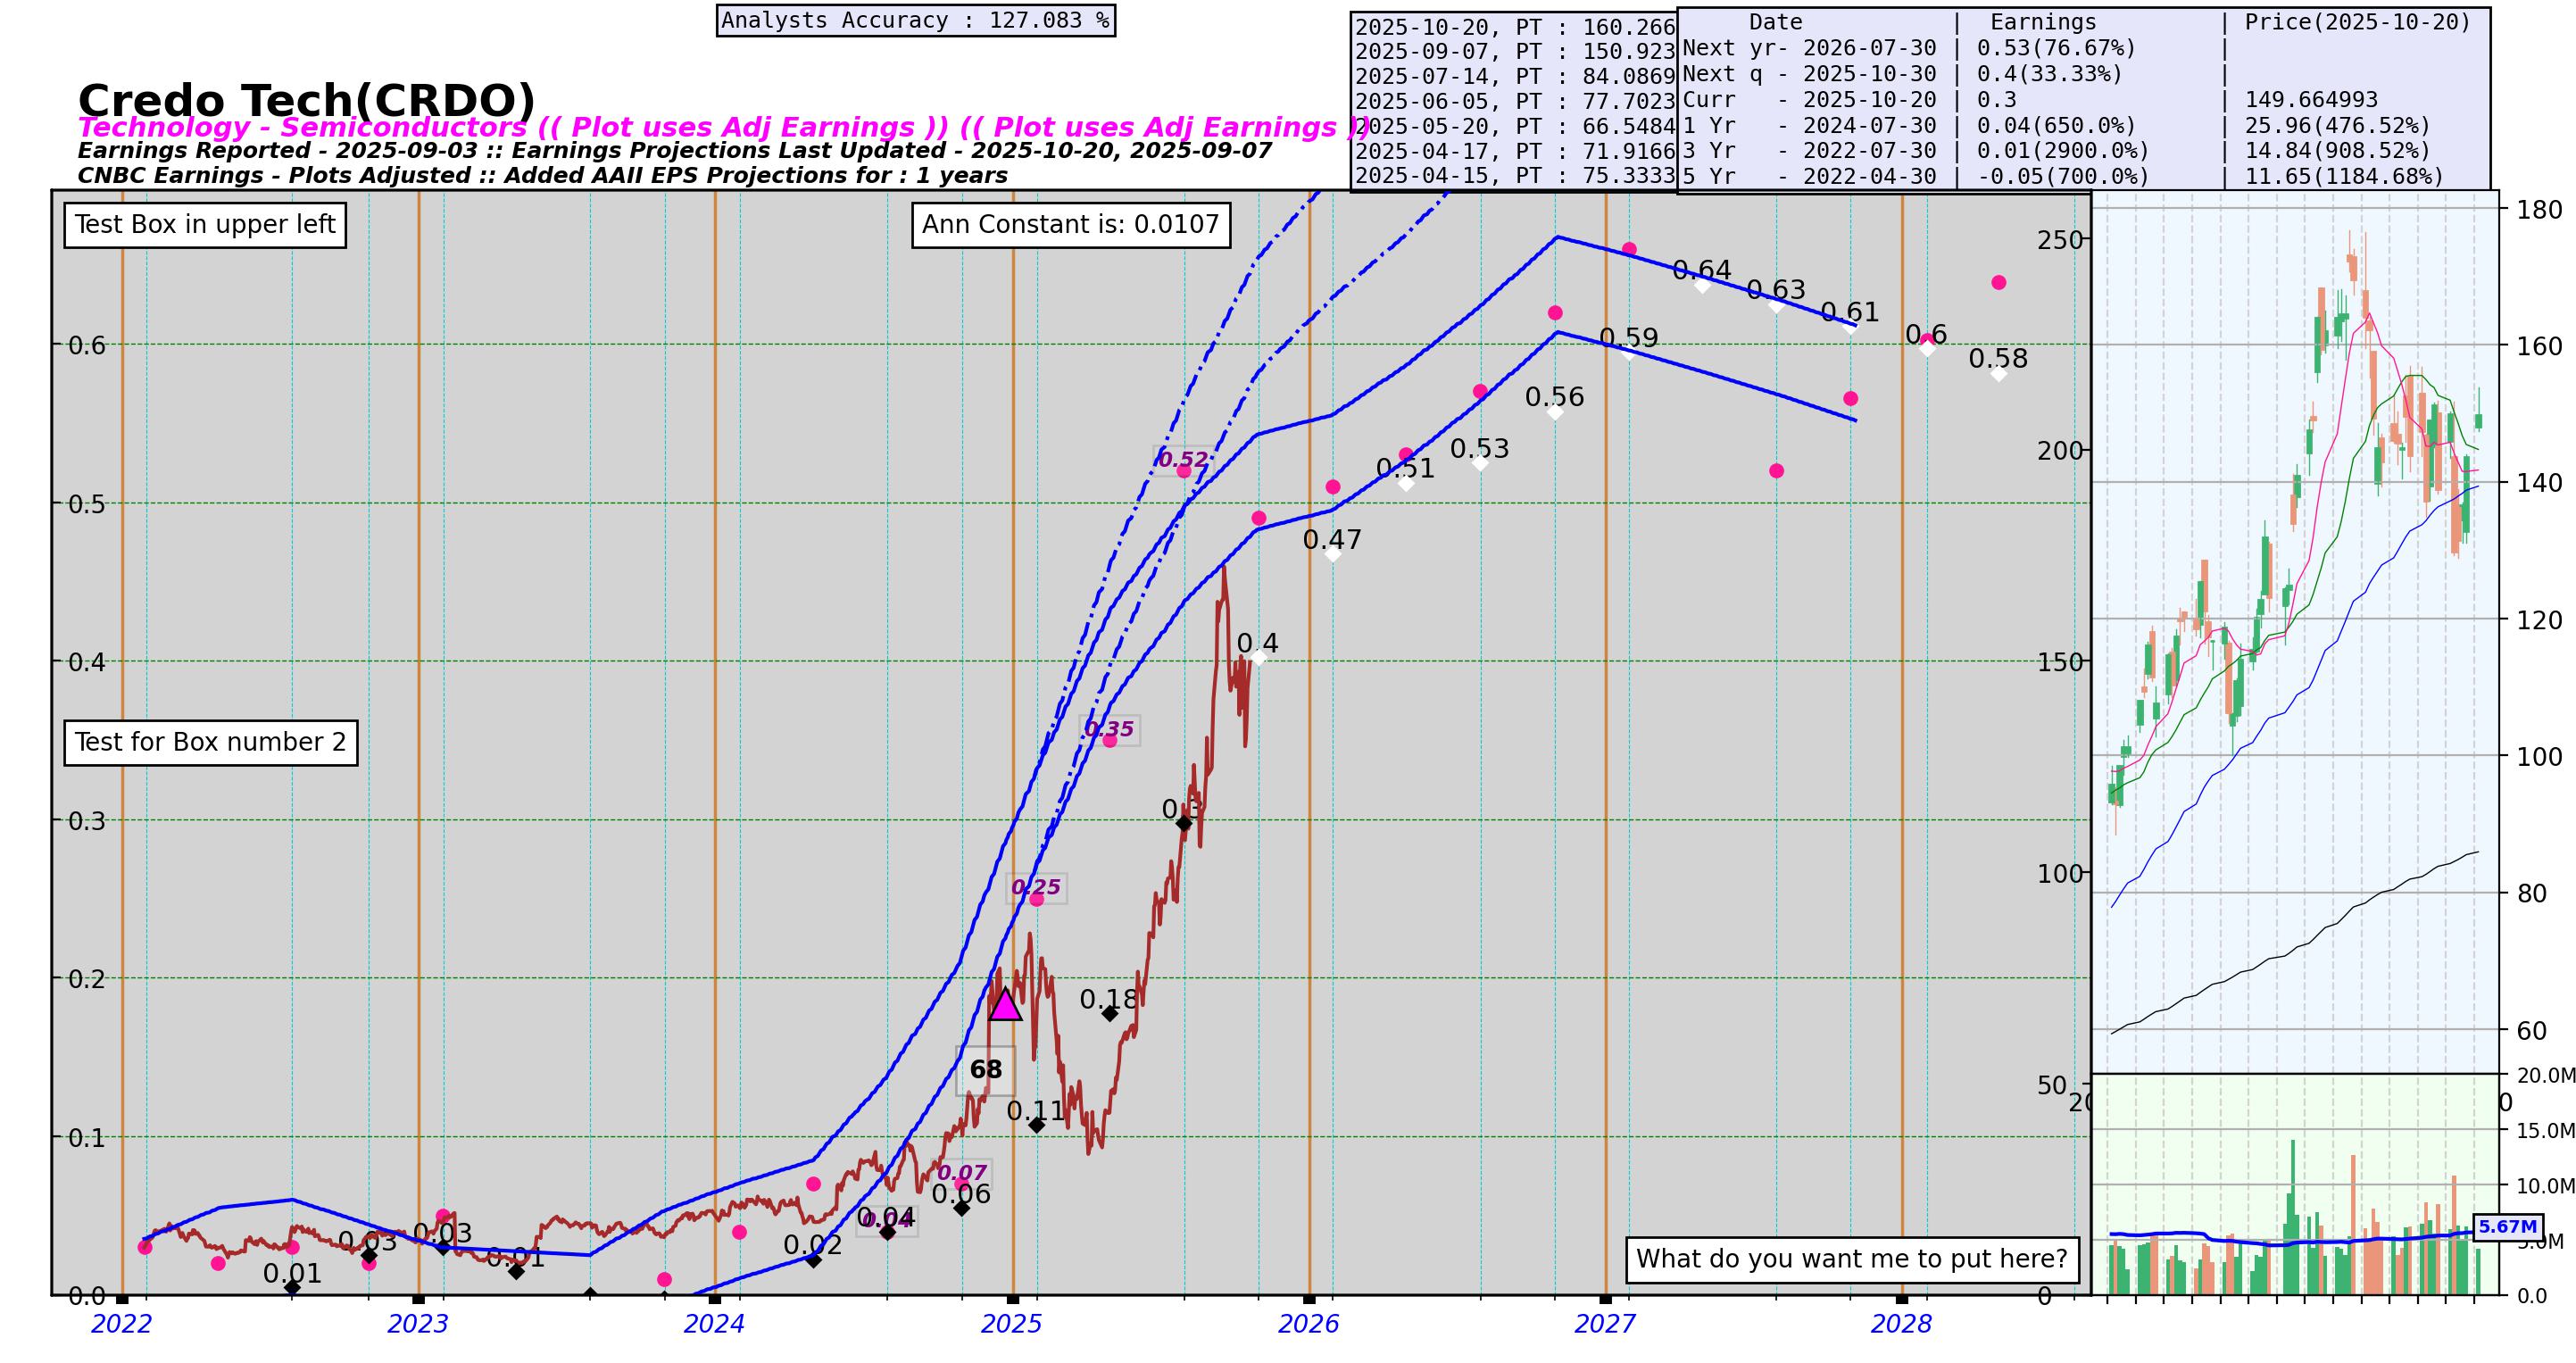 Analysts Accuracy : 127.083 %
2025-10-20, PT : 160.266
2025-09-07, PT : 150.923
2025-07-14, PT : 84.0869
2025-06-05, PT : 77.7023
2025-05-20, PT : 66.5484
2025-04-17, PT : 71.9166
2025-04-15, PT : 75.3333
Date | Earnings | Price(2025-10-20)
Next yr- 2026-07-30 | 0.53(76.67%) |
Next q - 2025-10-30 | 0.4(33.33%) |
Curr - 2025-10-20 | 0.3 | 149.664993
1 Yr - 2024-07-30 | 0.04(650.0%) | 25.96(476.52%)
3 Yr - 2022-07-30 | 0.01(2900.0%) | 14.84(908.52%)
5 Yr - 2022-04-30 | -0.05(700.0%) | 11.65(1184.68%)
Credo Tech(CRDO)
Technology - Semiconductors (( Plot uses Adj Earnings )) (( Plot uses Adj Earnings ))
Earnings Reported - 2025-09-03 :: Earnings Projections Last Updated - 2025-10-20, 2025-09-07
CNBC Earnings - Plots Adjusted :: Added AAII EPS Projections for : 1 years
Test Box in upper left
Ann Constant is: 0.0107
Test for Box number 2
What do you want me to put here?
0.6
0.5
0.4
0.3
0.2
0.1
0.0
0.01
0.03
0.03
0.01
0.02
0.04
0.04
0.07
0.06
68
0.11
0.25
0.18
0.35
0.3
0.52
0.4
0.47
0.51
0.53
0.56
0.59
0.64
0.63
0.61
0.6
0.58
250
200
150
100
50
0
180
160
140
120
100
80
60
20.0M
15.0M
10.0M
5.0M
0.0
5.67M
20
0
2022
2023
2024
2025
2026
2027
2028